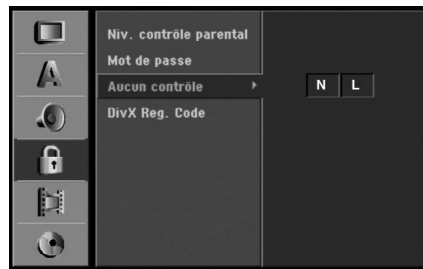 Niv. contrôle parental
Mot de passe
Aucun contrôle N L
DivX Reg. Code
A